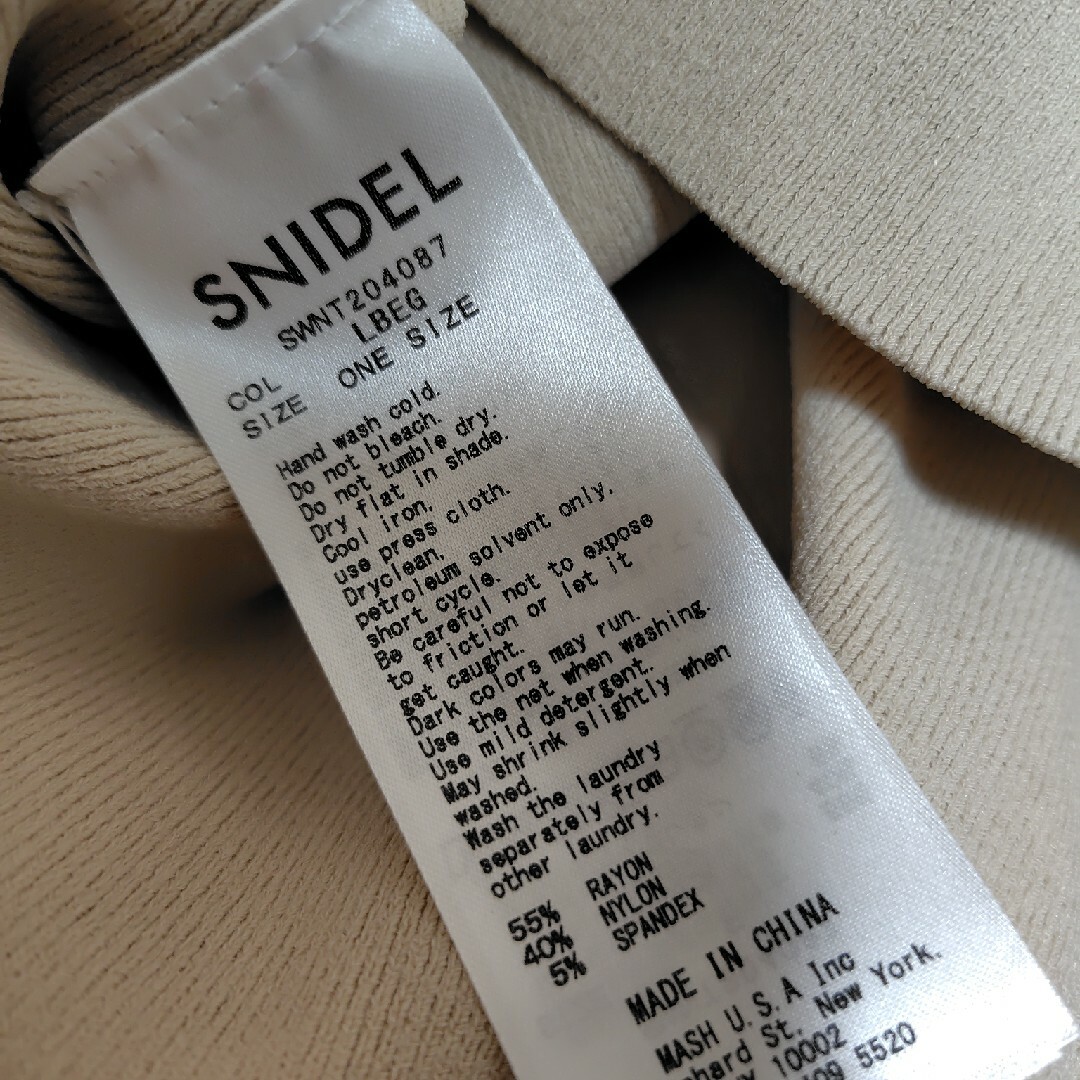 SNIDEL
SWNT204087
COL LBEG
SIZE ONE SIZE
Hand wash cold.
Do not bleach.
Do not tumble dry.
Dry flat in shade.
Cool iron.
use press cloth.
Dryclean,
petroleum solvent only,
short cycle.
Be careful not to expose
to friction or let it
get caught.
Dark colors may run.
Use the net when washing.
Use mild detergent.
May shrink slightly when
washed.
Wash the laundry
separately from
other laundry.
55% RAYON
40% NYLON
5% SPANDEX
MADE IN CHINA
MASH U.S.A Inc
St. New York.
10002
5520